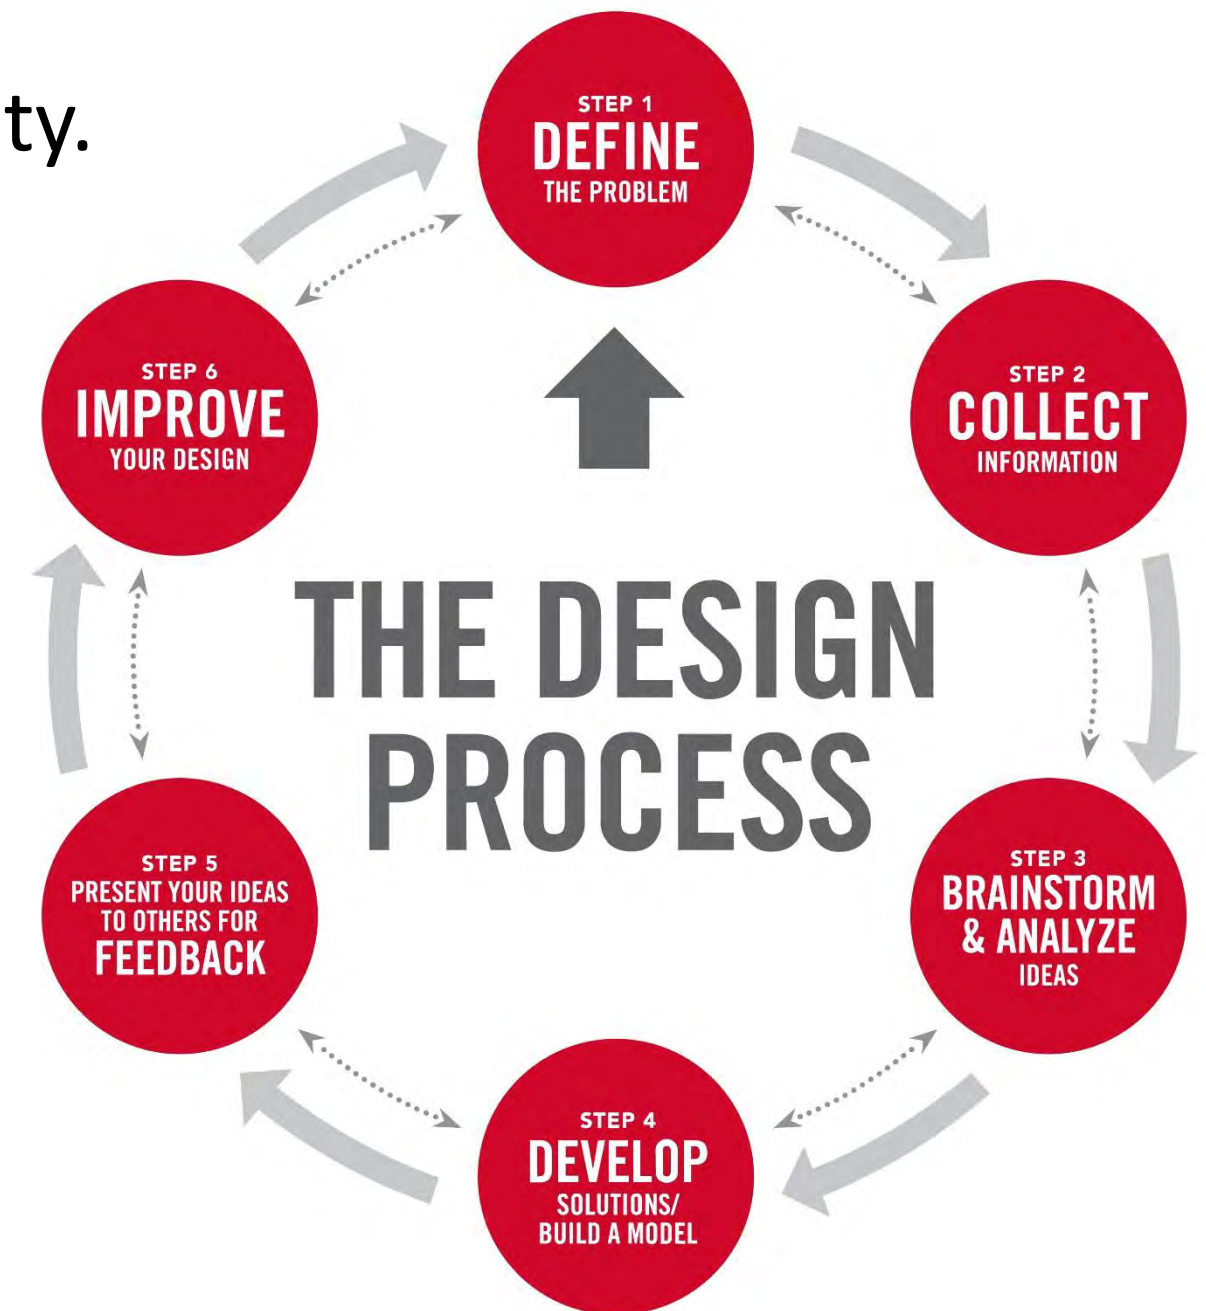 ty.
STEP 1
DEFINE
THE PROBLEM
STEP 2
COLLECT
INFORMATION
STEP 3
BRAINSTORM
& ANALYZE
IDEAS
STEP 4
DEVELOP
SOLUTIONS/
BUILD A MODEL
STEP 5
PRESENT YOUR IDEAS
TO OTHERS FOR
FEEDBACK
STEP 6
IMPROVE
YOUR DESIGN
THE DESIGN
PROCESS